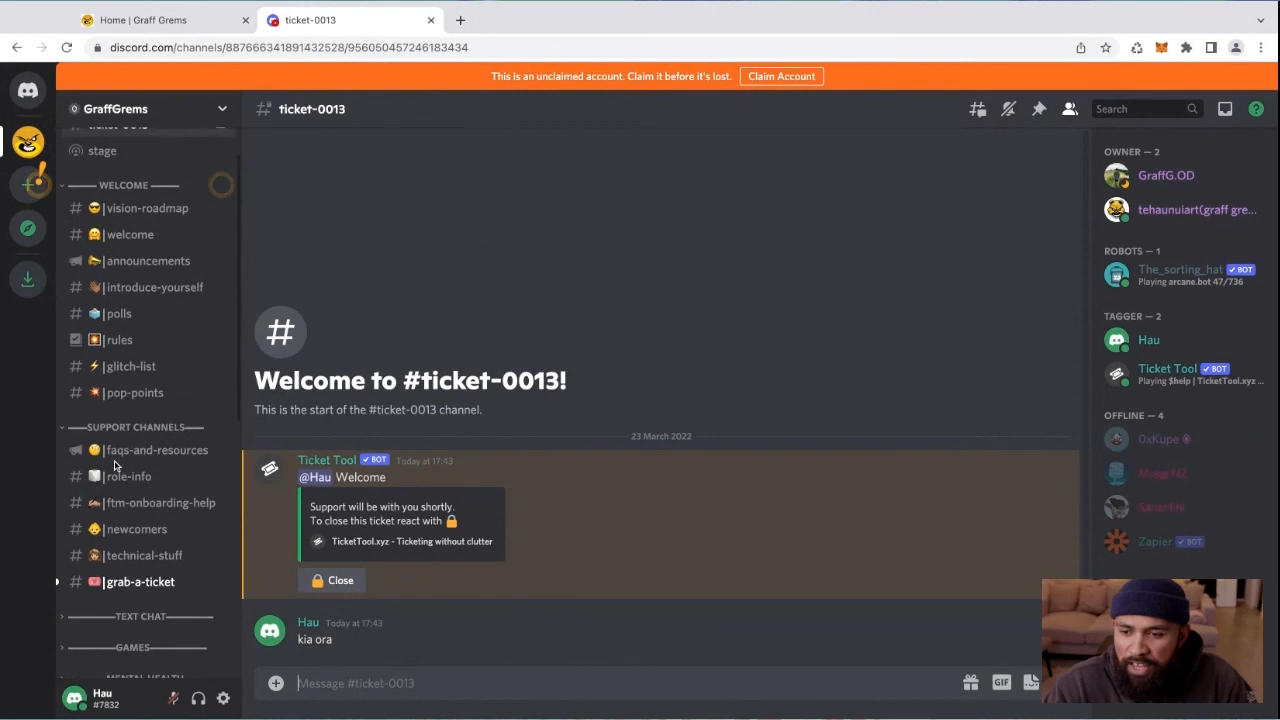 Home | Graff Grems
ticket-0013
discord.com/channels/887666341891432528/956050457246183434
This is an unclaimed account. Claim it before it's lost.
Claim Account
GraffGrems
ticket-0013
Search
stage
WELCOME
vision-roadmap
welcome
announcements
introduce-yourself
polls
rules
glitch-list
pop-points
SUPPORT CHANNELS
faqs-and-resources
role-info
ftm-onboarding-help
newcomers
technical-stuff
grab-a-ticket
TEXT CHAT
GAMES
MENTAL HEALTH
Hau
#7832
Welcome to #ticket-0013!
This is the start of the #ticket-0013 channel.
23 March 2022
Ticket Tool BOT Today at 17:43
@Hau Welcome
Support will be with you shortly.
To close this ticket react with
TicketTool.xyz - Ticketing without clutter
Close
Hau Today at 17:43
kia ora
Message #ticket-0013
GIF
OWNER — 2
GraffG.OD
tehaunuiart(graff gre...
ROBOTS — 1
The_sorting_hat BOT
Playing arcane.bot 47/736
TAGGER — 2
Hau
Ticket Tool BOT
Playing $help | TicketTool.xyz ...
OFFLINE — 4
0xKupe
Zapier BOT